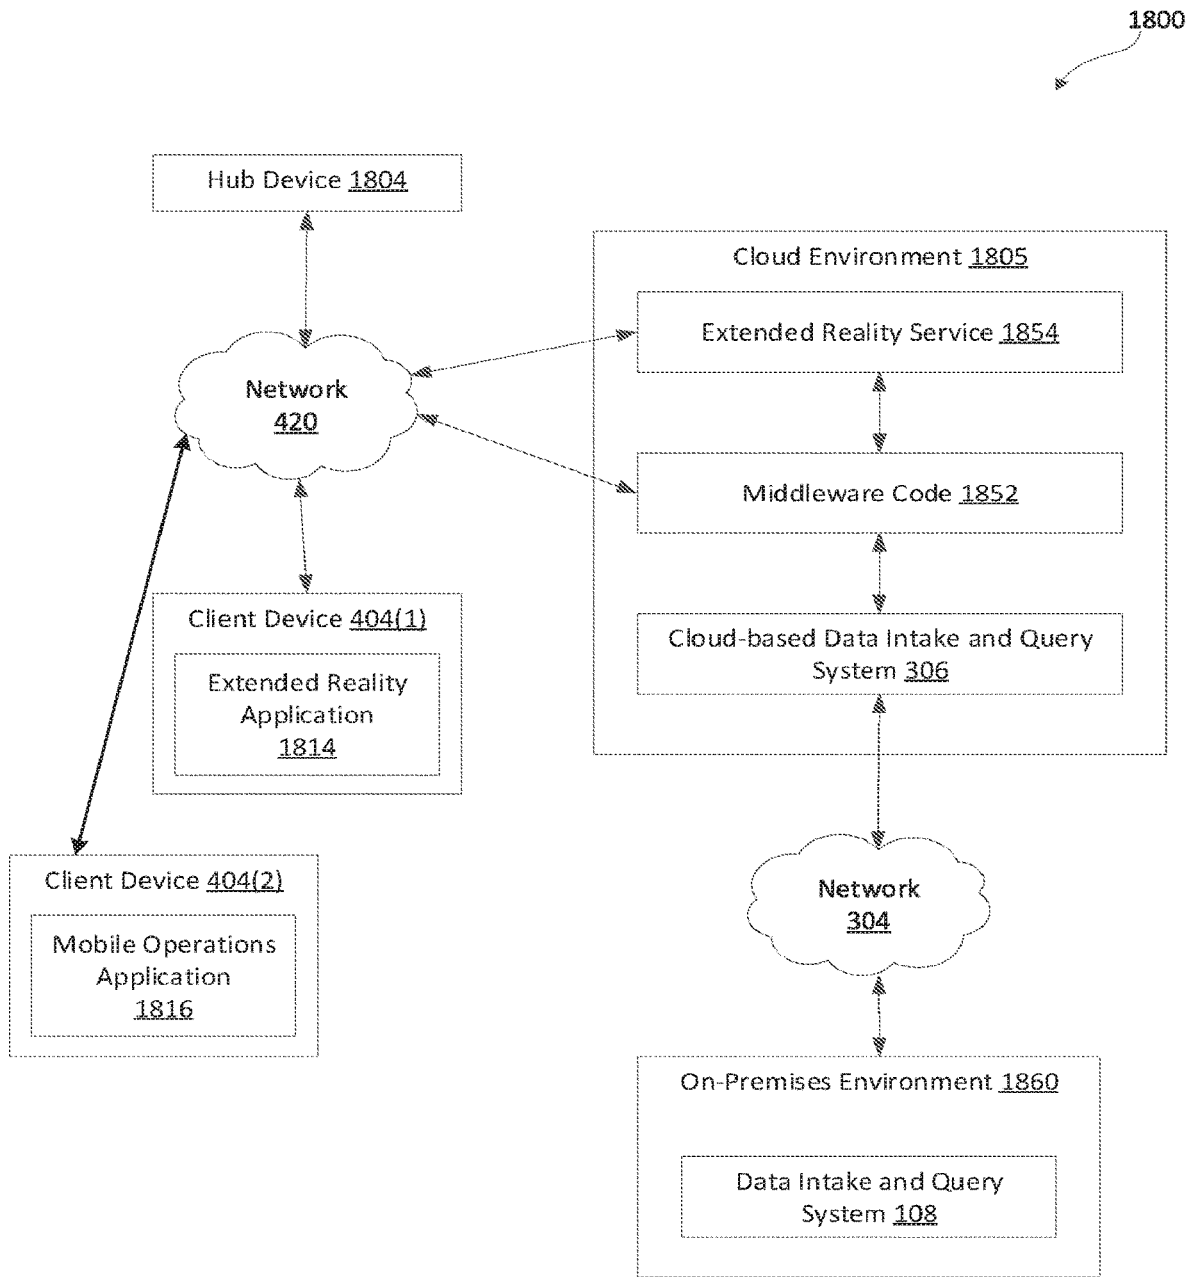 1800
Hub Device 1804
Cloud Environment 1805
Extended Reality Service 1854
Network
420
Middleware Code 1852
Client Device 404(1)
Extended Reality
Application
1814
Cloud-based Data Intake and Query
System 306
Client Device 404(2)
Mobile Operations
Application
1816
Network
304
On-Premises Environment 1860
Data Intake and Query
System 108